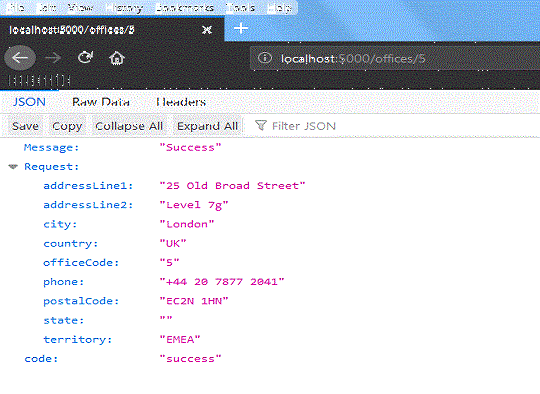 File Edit View History Bookmarks Tools Help
localhost:5000/offices/5
localhost:5000/offices/5
JSON Raw Data Headers
Save Copy Collapse All Expand All Filter JSON
Message: "Success"
Request:
addressLine1: "25 Old Broad Street"
addressLine2: "Level 7g"
city: "London"
country: "UK"
officeCode: "5"
phone: "+44 20 7877 2041"
postalCode: "EC2N 1HN"
state: ""
territory: "EMEA"
code: "success"